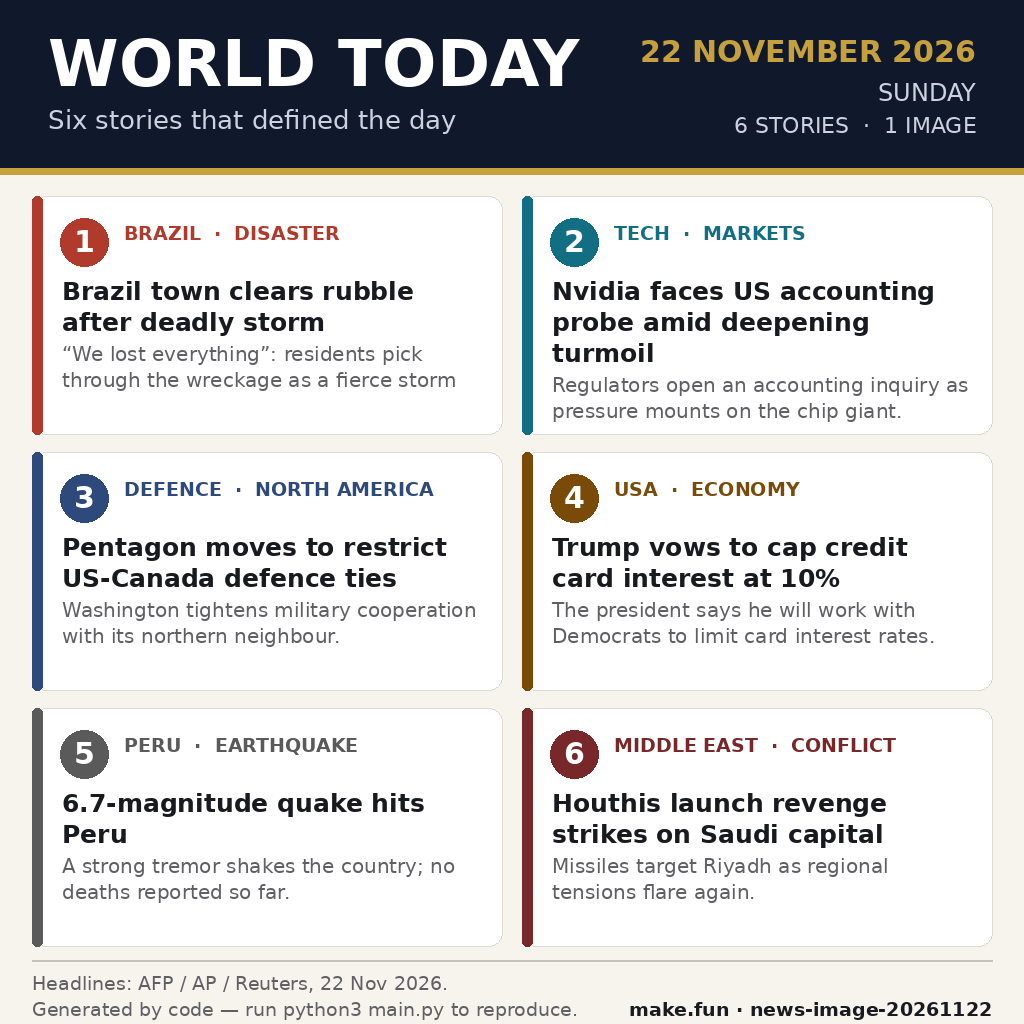 WORLD TODAY
Six stories that defined the day
22 NOVEMBER 2026
SUNDAY
6 STORIES · 1 IMAGE
1
BRAZIL · DISASTER
Brazil town clears rubble
after deadly storm
“We lost everything”: residents pick
through the wreckage as a fierce storm
2
TECH · MARKETS
Nvidia faces US accounting
probe amid deepening
turmoil
Regulators open an accounting inquiry as
pressure mounts on the chip giant.
3
DEFENCE · NORTH AMERICA
Pentagon moves to restrict
US-Canada defence ties
Washington tightens military cooperation
with its northern neighbour.
4
USA · ECONOMY
Trump vows to cap credit
card interest at 10%
The president says he will work with
Democrats to limit card interest rates.
5
PERU · EARTHQUAKE
6.7-magnitude quake hits
Peru
A strong tremor shakes the country; no
deaths reported so far.
6
MIDDLE EAST · CONFLICT
Houthis launch revenge
strikes on Saudi capital
Missiles target Riyadh as regional
tensions flare again.
Headlines: AFP / AP / Reuters, 22 Nov 2026.
Generated by code — run python3 main.py to reproduce.
make.fun · news-image-20261122